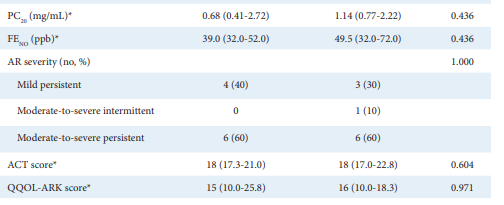 PC20 (mg/mL)* 0.68 (0.41-2.72) 1.14 (0.77-2.22) 0.436
FENO (ppb)* 39.0 (32.0-52.0) 49.5 (32.0-72.0) 0.436
AR severity (no, %) 1.000
Mild persistent 4 (40) 3 (30)
Moderate-to-severe intermittent 0 1 (10)
Moderate-to-severe persistent 6 (60) 6 (60)
ACT score* 18 (17.3-21.0) 18 (17.0-22.8) 0.604
QQOL-ARK score* 15 (10.0-25.8) 16 (10.0-18.3) 0.971